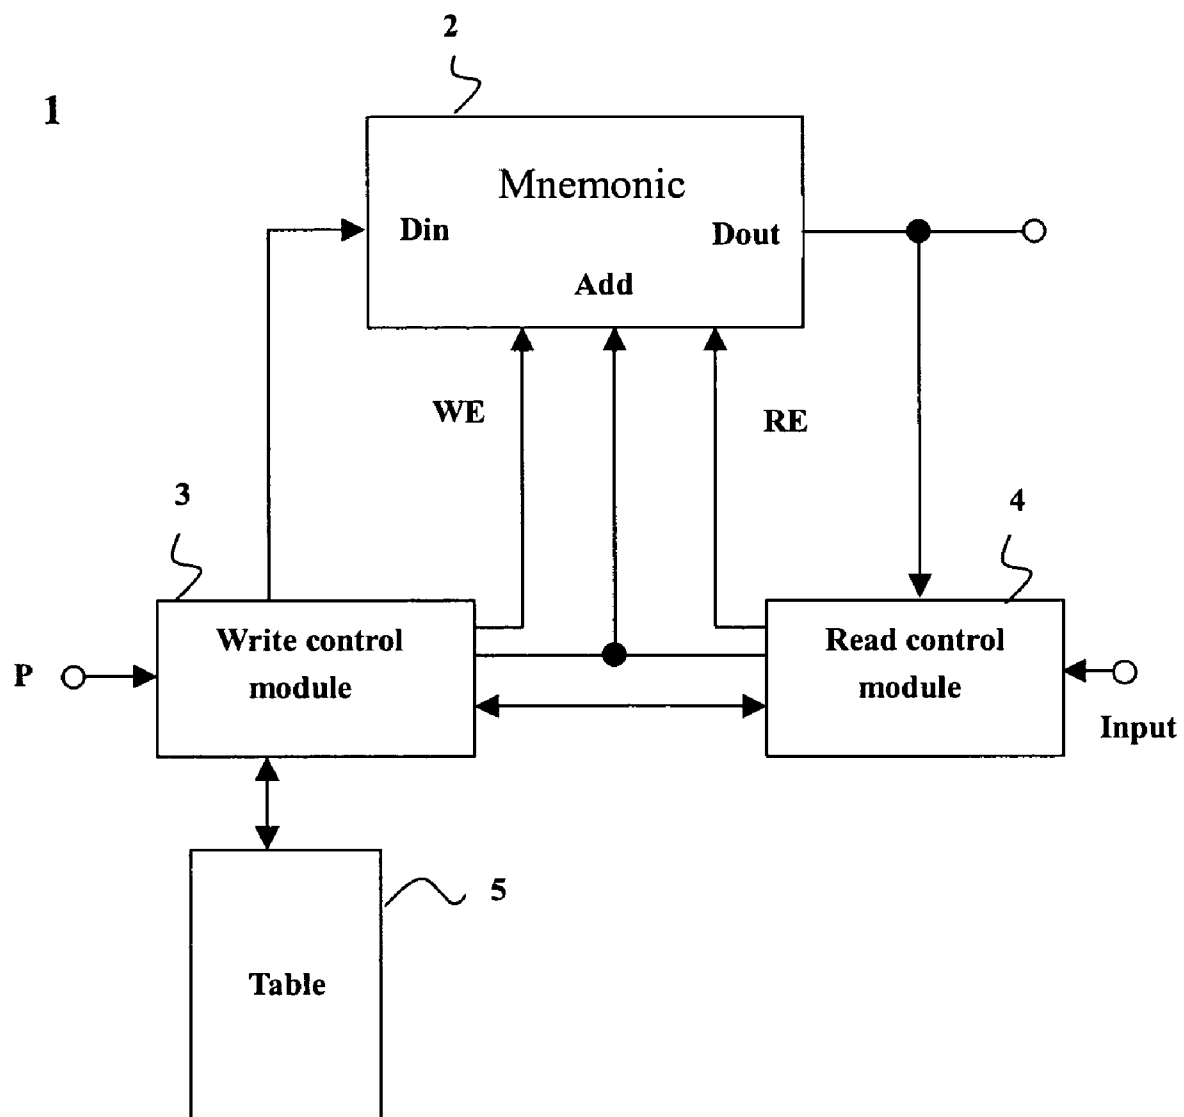 2
1
Mnemonic
Din
Dout
Add
WE
RE
3
4
Write control
module
Read control
module
P
Input
5
Table